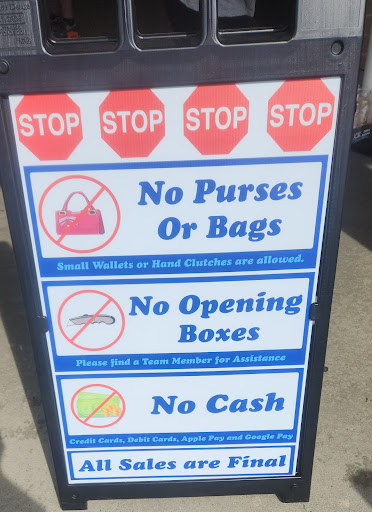 STOP STOP STOP STOP
No Purses
Or Bags
Small Wallets or Hand Clutches are allowed.
No Opening
Boxes
Please find a Team Member for Assistance
No Cash
Credit Cards, Debit Cards, Apple Pay and Google Pay
All Sales are Final